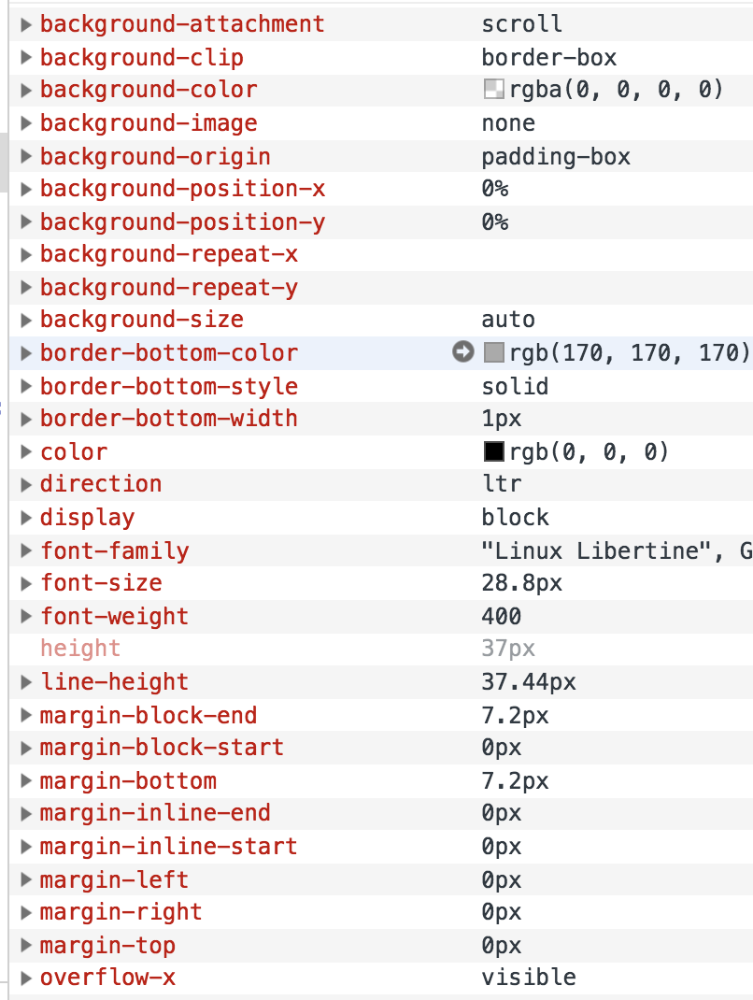 background-attachment scroll
background-clip border-box
background-color rgba(0, 0, 0, 0)
background-image none
background-origin padding-box
background-position-x 0%
background-position-y 0%
background-repeat-x
background-repeat-y
background-size auto
border-bottom-color rgb(170, 170, 170)
border-bottom-style solid
border-bottom-width 1px
color rgb(0, 0, 0)
direction ltr
display block
font-family "Linux Libertine", G
font-size 28.8px
font-weight 400
height 37px
line-height 37.44px
margin-block-end 7.2px
margin-block-start 0px
margin-bottom 7.2px
margin-inline-end 0px
margin-inline-start 0px
margin-left 0px
margin-right 0px
margin-top 0px
overflow-x visible